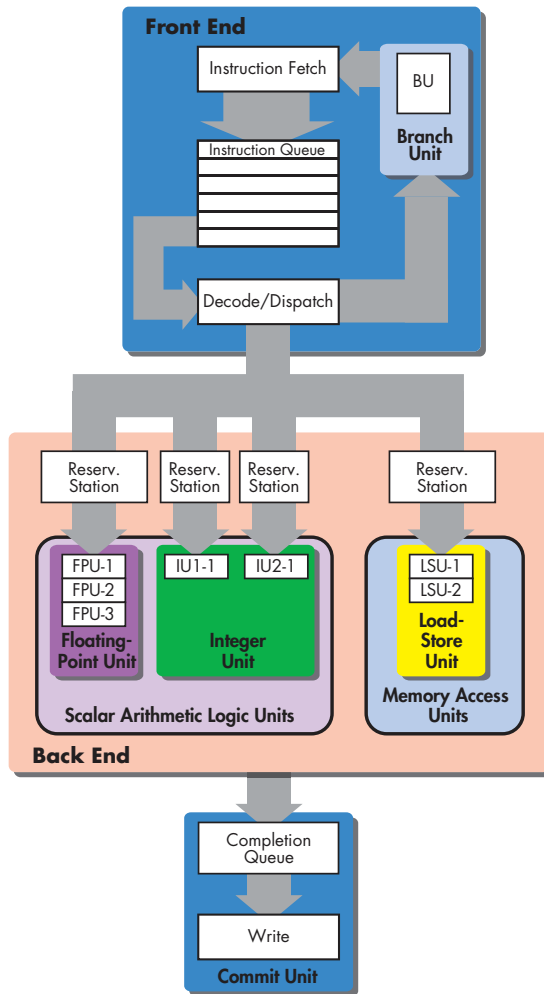 Front End
Instruction Fetch
BU
Branch
Unit
Instruction Queue
Decode/Dispatch
Reserv.
Station
Reserv.
Station
Reserv.
Station
Reserv.
Station
FPU-1
FPU-2
FPU-3
Floating-
Point Unit
IU1-1
IU2-1
Integer
Unit
Scalar Arithmetic Logic Units
LSU-1
LSU-2
Load-
Store
Unit
Memory Access
Units
Back End
Completion
Queue
Write
Commit Unit